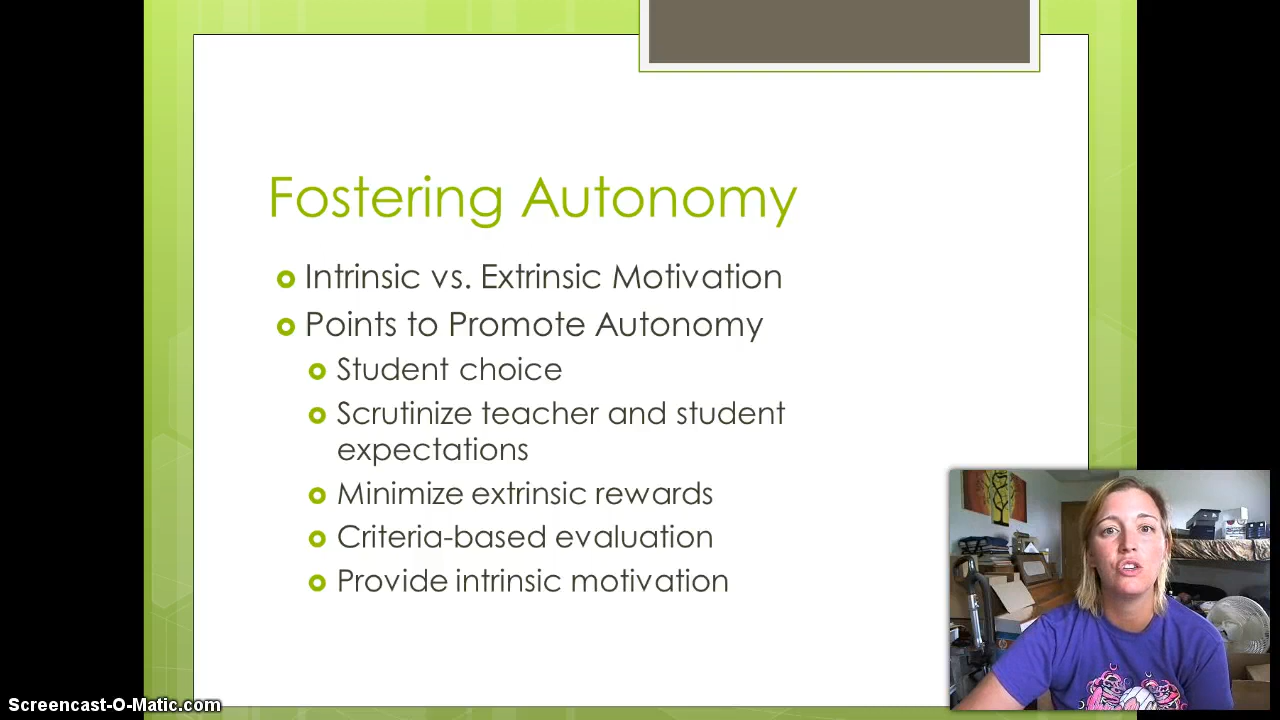 Fostering Autonomy
Intrinsic vs. Extrinsic Motivation
Points to Promote Autonomy
Student choice
Scrutinize teacher and student
expectations
Minimize extrinsic rewards
Criteria-based evaluation
Provide intrinsic motivation
Screencast-O-Matic.com